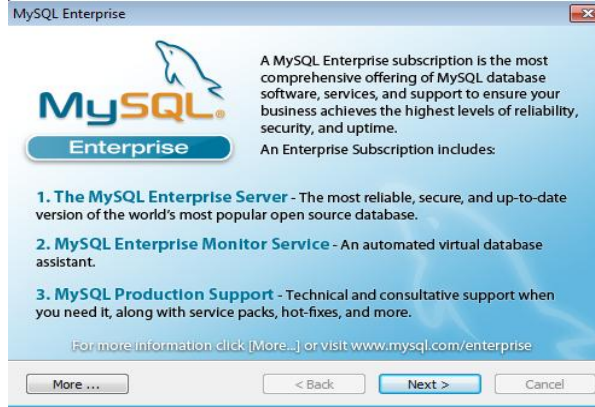 MySQL Enterprise
A MySQL Enterprise subscription is the most
comprehensive offering of MySQL database
software, services, and support to ensure your
business achieves the highest levels of reliability,
security, and uptime.
An Enterprise Subscription includes:
MySQL®
Enterprise
1. The MySQL Enterprise Server - The most reliable, secure, and up-to-date
version of the world's most popular open source database.
2. MySQL Enterprise Monitor Service - An automated virtual database
assistant.
3. MySQL Production Support - Technical and consultative support when
you need it, along with service packs, hot-fixes, and more.
For more information click [More...] or visit www.mysql.com/enterprise
More ...
< Back
Next >
Cancel